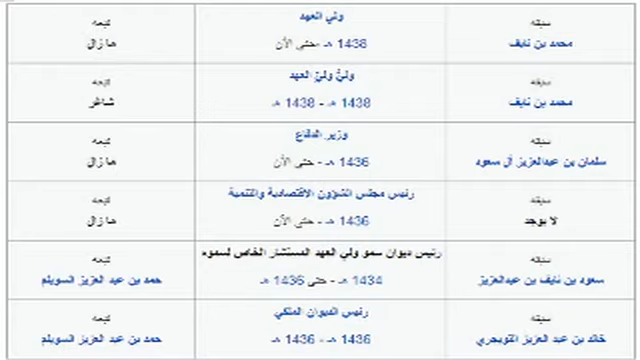 سبقه
محمد بن نايف
ولي العهد
1438 هـ -حتى الأن
تبعه
ما زال
سبقه
محمد بن نايف
وليُّ وليّ العهد
1438 هـ - 1438 هـ
تبعه
شاغر
سبقه
سلمان بن عبدالعزيز آل سعود
وزير الدفاع
1436 هـ - حتى الأن
تبعه
ما زال
سبقه
لا يوجد
رئيس مجلس الشؤون الاقتصادية والتنمية
1436 هـ - حتى الأن
تبعه
ما زال
سبقه
سعود بن نايف بن عبدالعزيز
رئيس ديوان سمو ولي العهد المستشار الخاص لسموه
1434 هـ - حتى 1436 هـ
تبعه
حمد بن عبد العزيز السويلم
سبقه
خالد بن عبد العزيز التويجري
رئيس الديوان الملكي
1436 هـ - 1436 هـ
تبعه
حمد بن عبد العزيز السويلم